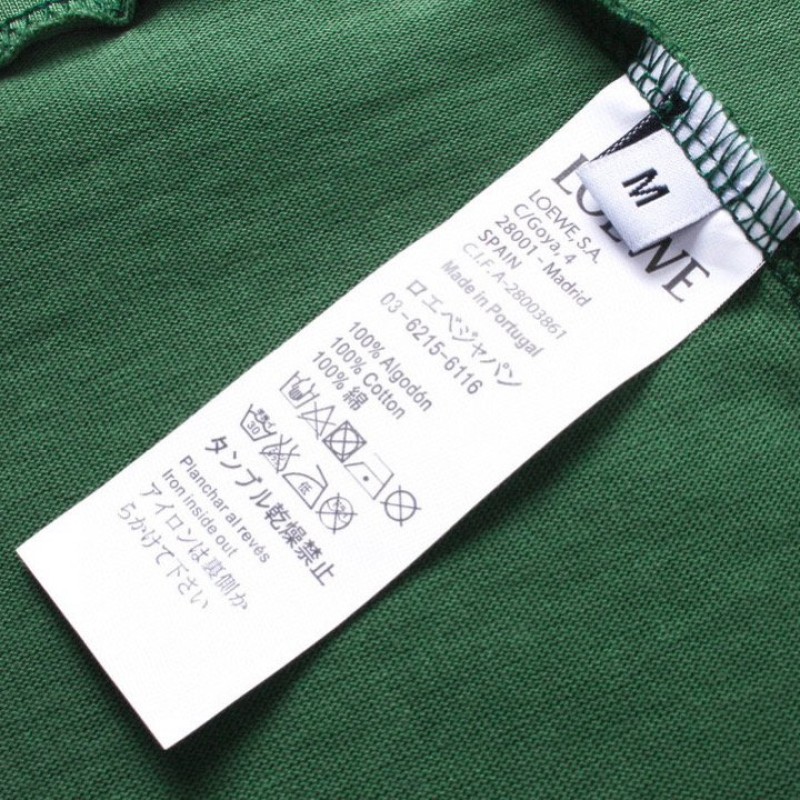 M
LOEWE
LOEWE, S.A.
C/Goya, 4
28001 - Madrid
SPAIN
C.I.F. A-28003861
Made in Portugal
ロエベジャパン
03-6215-6116
100% Algodón
100% Cotton
100% 綿
30
低
タンブル乾燥禁止
Planchar al revés
Iron inside out
アイロンは裏側か
らかけて下さい